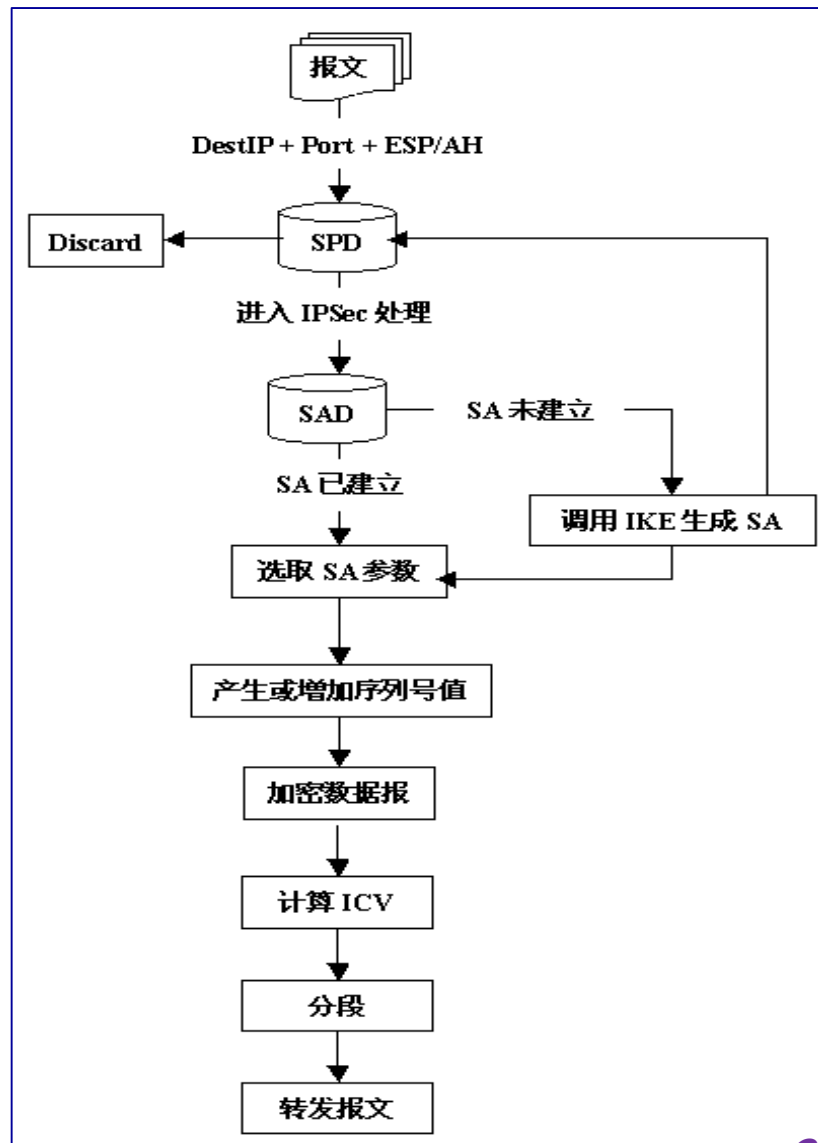 报文
DestIP + Port + ESP/AH
Discard
SPD
进入 IPSec 处理
SAD
SA 未建立
SA 已建立
调用 IKE 生成 SA
选取 SA 参数
产生或增加序列号值
加密数据报
计算 ICV
分段
转发报文